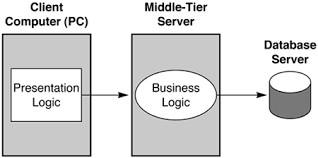 Client
Computer (PC)
Middle-Tier
Server
Database
Server
Presentation
Logic
Business
Logic